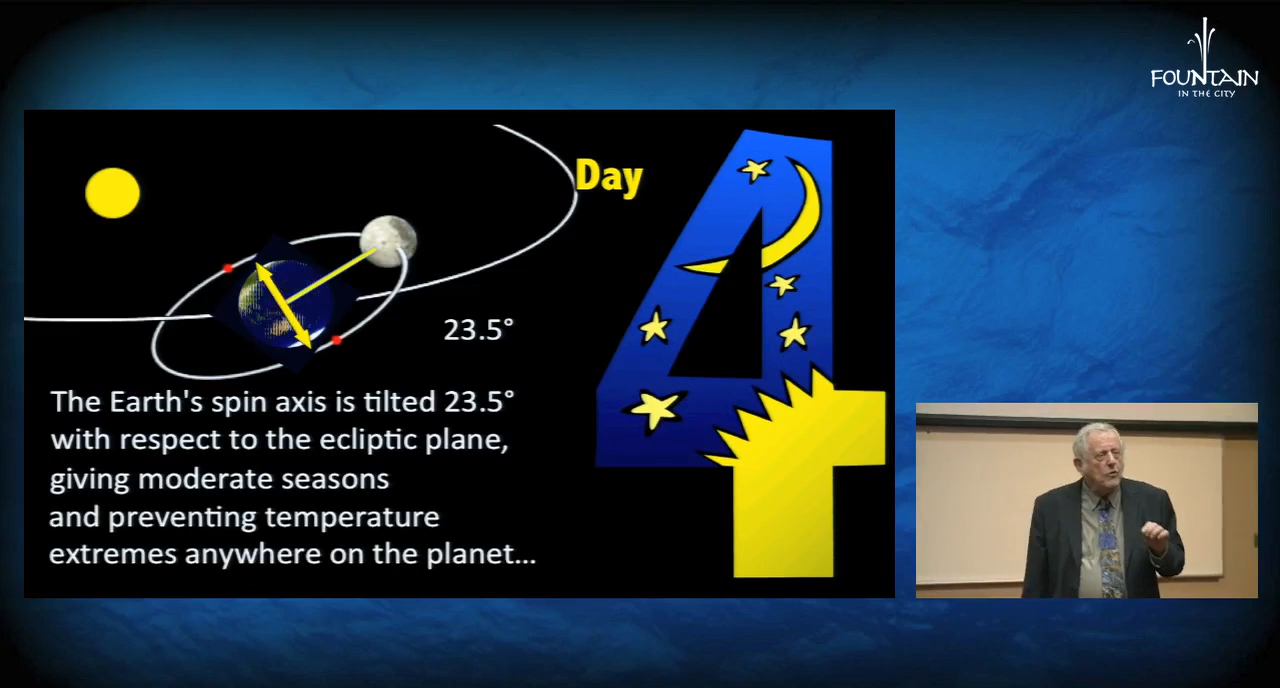 FOUNTAIN
IN THE CITY
Day
4
23.5°
The Earth's spin axis is tilted 23.5°
with respect to the ecliptic plane,
giving moderate seasons
and preventing temperature
extremes anywhere on the planet...